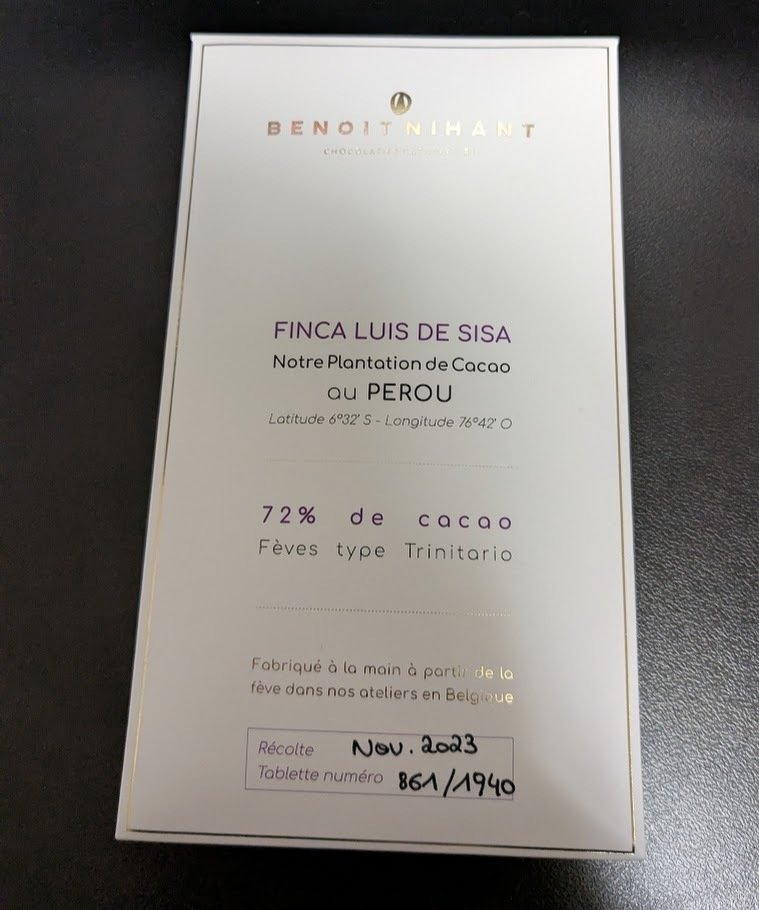 BENOIT NIHANT
FINCA LUIS DE SISA
Notre Plantation de Cacao
au PEROU
Latitude 6°32' S - Longitude 76°42' O
72% de cacao
Fèves type Trinitario
Fabriqué à la main à partir de la
fève dans nos ateliers en Belgique
Récolte Nov. 2023
Tablette numéro 861/1940